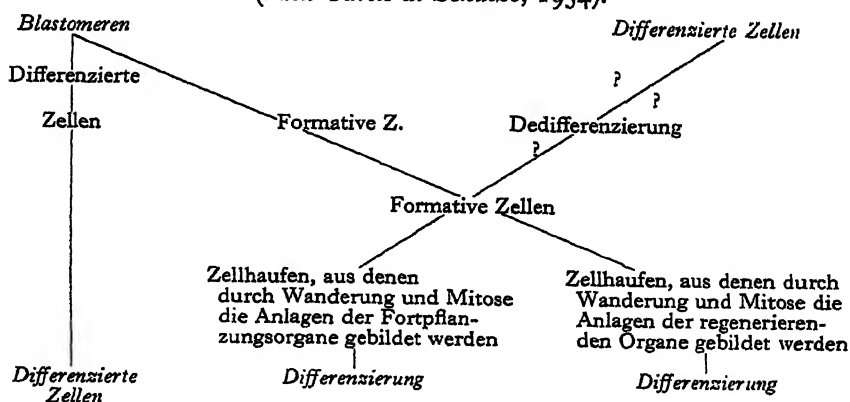 1954).
Blastomeren
Differenzierte Zellen
?
?
Differenzierte
Zellen
Formative Z.
Dedifferenzierung
?
Formative Zellen
Zellhaufen, aus denen
durch Wanderung und Mitose
die Anlagen der Fortpflan-
zungsorgane gebildet werden
Zellhaufen, aus denen durch
Wanderung und Mitose die
Anlagen der regenerieren-
den Organe gebildet werden
Differenzierte
Zellen
Differenzierung
Differenzierung